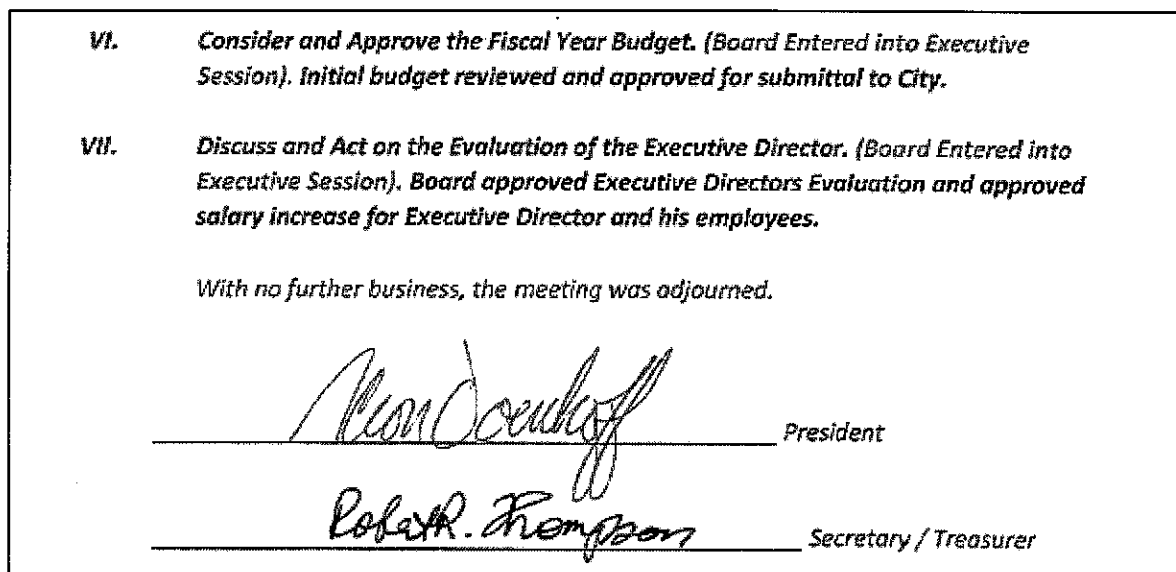 VI. Consider and Approve the Fiscal Year Budget. (Board Entered into Executive
Session). Initial budget reviewed and approved for submittal to City.
VII. Discuss and Act on the Evaluation of the Executive Director. (Board Entered into
Executive Session). Board approved Executive Directors Evaluation and approved
salary increase for Executive Director and his employees.
With no further business, the meeting was adjourned.
President
Robert R. Thompson Secretary / Treasurer